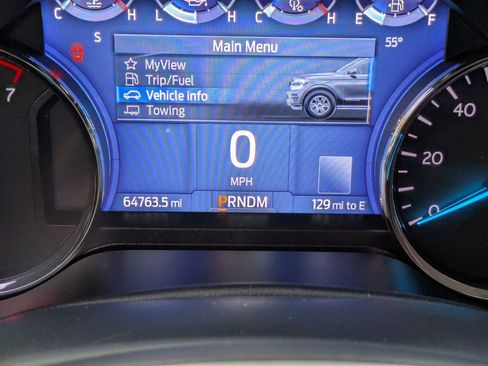 L H L H C H E F
S
Main Menu
55°
MyView
Trip/Fuel
Vehicle info
Towing
7
40
20
0
0
MPH
64763.5 mi
PRNDM
129 mi to E